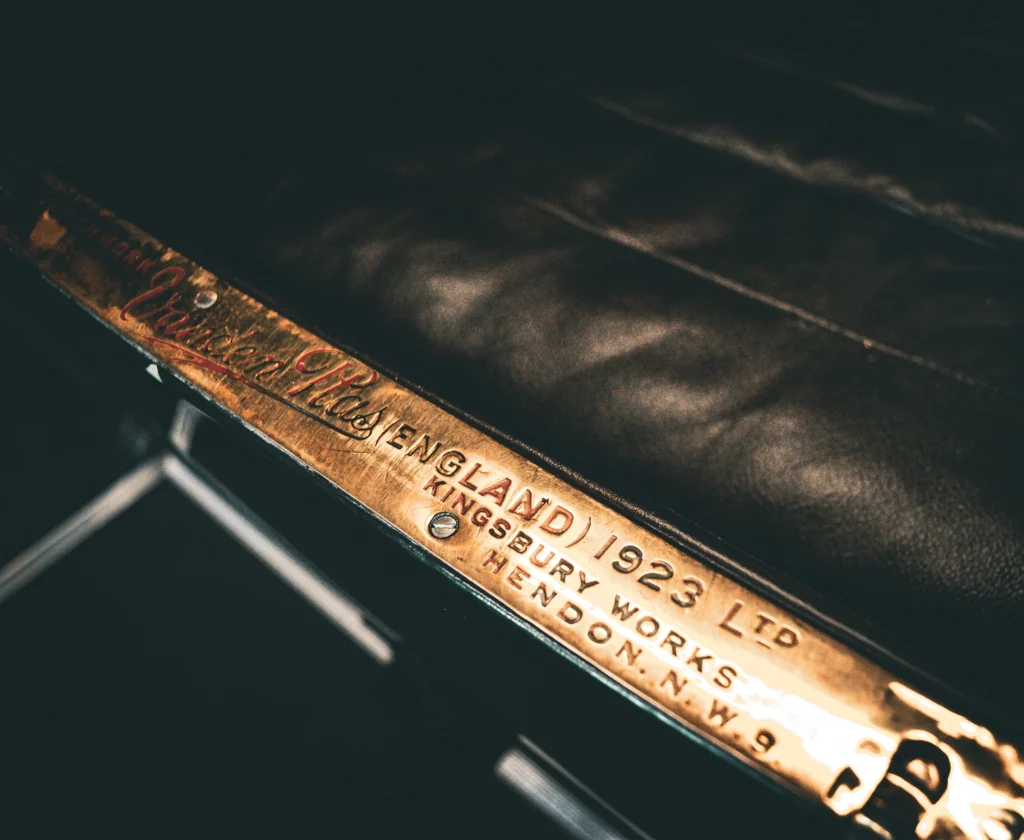 Vanden Plas (ENGLAND) 1923 LTD
KINGSBURY WORKS
HENDON. N. W. 9.